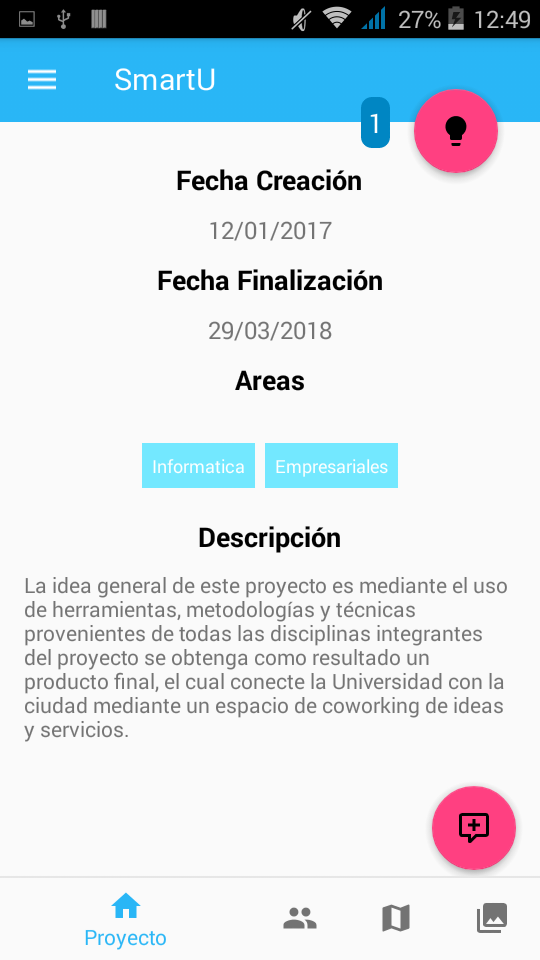 27% 12:49
SmartU
1
Fecha Creación
12/01/2017
Fecha Finalización
29/03/2018
Areas
Informatica Empresariales
Descripción
La idea general de este proyecto es mediante el uso
de herramientas, metodologías y técnicas
provenientes de todas las disciplinas integrantes
del proyecto se obtenga como resultado un
producto final, el cual conecte la Universidad con la
ciudad mediante un espacio de coworking de ideas
y servicios.
Proyecto